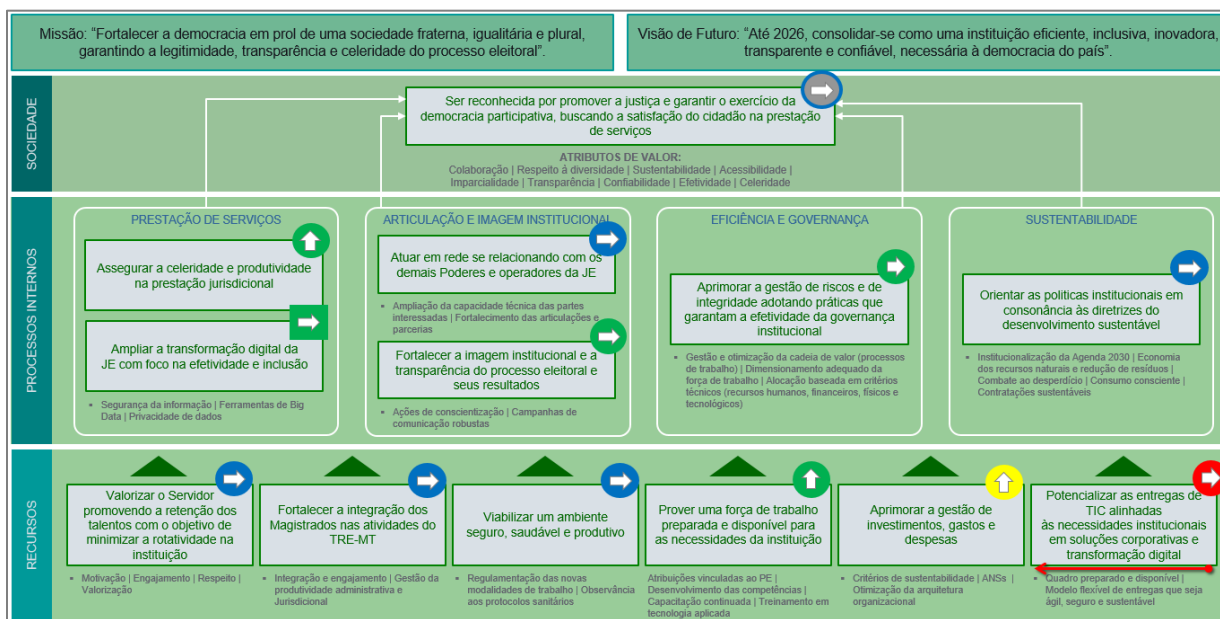 Missão: “Fortalecer a democracia em prol de uma sociedade fraterna, igualitária e plural,
garantindo a legitimidade, transparência e celeridade do processo eleitoral”.
Visão de Futuro: “Até 2026, consolidar-se como uma instituição eficiente, inclusiva, inovadora,
transparente e confiável, necessária à democracia do país”.
SOCIEDADE
Ser reconhecida por promover a justiça e garantir o exercício da
democracia participativa, buscando a satisfação do cidadão na prestação
de serviços
ATRIBUTOS DE VALOR:
Colaboração | Respeito à diversidade | Sustentabilidade | Acessibilidade |
Imparcialidade | Transparência | Confiabilidade | Efetividade | Celeridade
PROCESSOS INTERNOS
PRESTAÇÃO DE SERVIÇOS
Assegurar a celeridade e produtividade
na prestação jurisdicional
Ampliar a transformação digital da
JE com foco na efetividade e inclusão
▪ Segurança da informação | Ferramentas de Big
Data | Privacidade de dados
ARTICULAÇÃO E IMAGEM INSTITUCIONAL
Atuar em rede se relacionando com os
demais Poderes e operadores da JE
▪ Ampliação da capacidade técnica das partes
interessadas | Fortalecimento das articulações e
parcerias
Fortalecer a imagem institucional e a
transparência do processo eleitoral e
seus resultados
▪ Ações de conscientização | Campanhas de
comunicação robustas
EFICIÊNCIA E GOVERNANÇA
Aprimorar a gestão de riscos e de
integridade adotando práticas que
garantam a efetividade da governança
institucional
▪ Gestão e otimização da cadeia de valor (processos
de trabalho) | Dimensionamento adequado da
força de trabalho | Alocação baseada em critérios
técnicos (recursos humanos, financeiros, físicos e
tecnológicos)
SUSTENTABILIDADE
Orientar as politicas institucionais em
consonância às diretrizes do
desenvolvimento sustentável
▪ Institucionalização da Agenda 2030 | Economia
dos recursos naturais e redução de resíduos |
Combate ao desperdício | Consumo consciente |
Contratações sustentáveis
RECURSOS
Valorizar o Servidor
promovendo a retenção dos
talentos com o objetivo de
minimizar a rotatividade na
instituição
▪ Motivação | Engajamento | Respeito |
Valorização
Fortalecer a integração dos
Magistrados nas atividades do
TRE-MT
▪ Integração e engajamento | Gestão da
produtividade administrativa e
Jurisdicional
Viabilizar um ambiente
seguro, saudável e produtivo
▪ Regulamentação das novas
modalidades de trabalho | Observância
aos protocolos sanitários
Prover uma força de trabalho
preparada e disponível para
as necessidades da instituição
Atribuições vinculadas ao PE |
Desenvolvimento das competências |
Capacitação continuada | Treinamento em
tecnologia aplicada
Aprimorar a gestão de
investimentos, gastos e
despesas
▪ Critérios de sustentabilidade | ANSs |
Otimização da arquitetura
organizacional
Potencializar as entregas de
TIC alinhadas
às necessidades institucionais
em soluções corporativas e
transformação digital
▪ Quadro preparado e disponível |
Modelo flexível de entregas que seja
ágil, seguro e sustentável